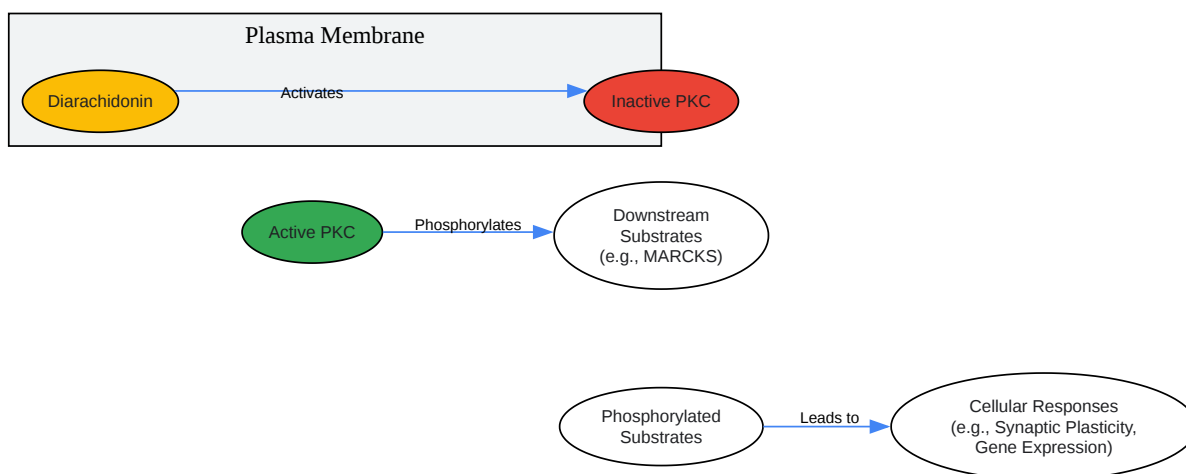 Plasma Membrane
Diarachidonin
Activates
Inactive PKC
Active PKC
Phosphorylates
Downstream
Substrates
(e.g., MARCKS)
Phosphorylated
Substrates
Leads to
Cellular Responses
(e.g., Synaptic Plasticity,
Gene Expression)